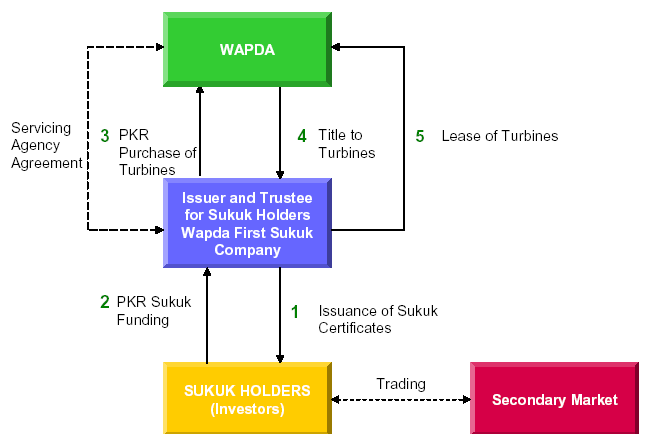 WAPDA
Servicing
Agency
Agreement
3 PKR
Purchase of
Turbines
4 Title to
Turbines
5 Lease of Turbines
Issuer and Trustee
for Sukuk Holders
Wapda First Sukuk
Company
2 PKR Sukuk
Funding
1 Issuance of Sukuk
Certificates
SUKUK HOLDERS
(Investors)
Trading
Secondary Market